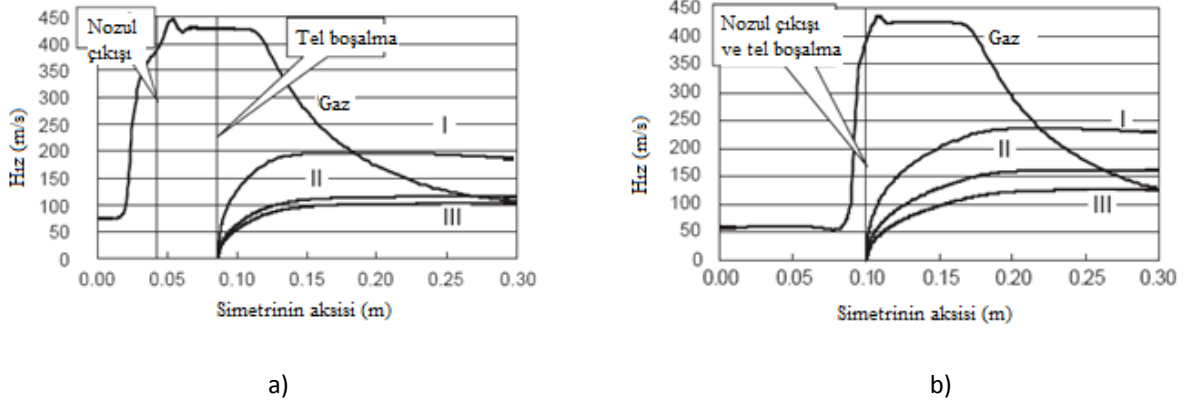 450
400
350
300
250
200
150
100
50
0
Hız (m/s)
Nozul
çıkışı
Tel boşalma
Gaz
I
II
III
0.00 0.05 0.10 0.15 0.20 0.25 0.30
Simetrinin aksisi (m)
a)
450
400
350
300
250
200
150
100
50
0
Hız (m/s)
Nozul çıkışı
ve tel boşalma
Gaz
I
II
III
0.00 0.05 0.10 0.15 0.20 0.25 0.30
Simetrinin aksisi (m)
b)